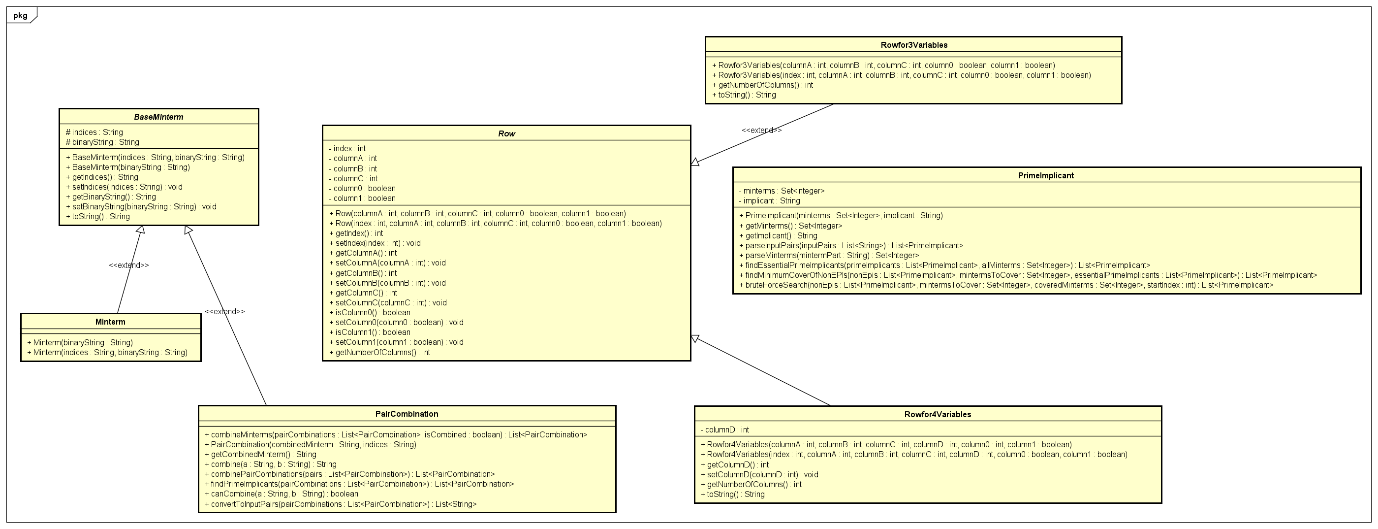 pkg
BaseMinterm
# indices : String
# binaryString : String
+ BaseMinterm(indices : String, binaryString : String)
+ BaseMinterm(binaryString : String)
+ getIndices() : String
+ setIndices(indices : String) : void
+ getBinaryString() : String
+ setBinaryString(binaryString : String) : void
+ toString() : String
<<extend>>
<<extend>>
Minterm
+ Minterm(binaryString : String)
+ Minterm(indices : String, binaryString : String)
PairCombination
+ combineMinterms(pairCombinations : List<PairCombination>, isCombined : boolean) : List<PairCombination>
+ PairCombination(combinedMinterm : String, indices : String)
+ getCombinedMinterm() : String
+ combine(a : String, b : String) : String
+ combinePairCombinations(pairs : List<PairCombination>) : List<PairCombination>
+ findPrimeImplicants(pairCombinations : List<PairCombination>) : List<PairCombination>
+ canCombine(a : String, b : String) : boolean
+ convertToInputPairs(pairCombinations : List<PairCombination>) : List<String>
Row
- index : int
- columnA : int
- columnB : int
- columnC : int
- column0 : boolean
- column1 : boolean
+ Row(columnA : int, columnB : int, columnC : int, column0 : boolean, column1 : boolean)
+ Row(index : int, columnA : int, columnB : int, columnC : int, column0 : boolean, column1 : boolean)
+ getIndex() : int
+ setIndex(index : int) : void
+ getColumnA() : int
+ setColumnA(columnA : int) : void
+ getColumnB() : int
+ setColumnB(columnB : int) : void
+ getColumnC() : int
+ setColumnC(columnC : int) : void
+ isColumn0() : boolean
+ setColumn0(column0 : boolean) : void
+ isColumn1() : boolean
+ setColumn1(column1 : boolean) : void
+ getNumberOfColumns() : int
<<extend>>
Rowfor3Variables
+ Rowfor3Variables(columnA : int, columnB : int, columnC : int, column0 : boolean, column1 : boolean)
+ Rowfor3Variables(index : int, columnA : int, columnB : int, columnC : int, column0 : boolean, column1 : boolean)
+ getNumberOfColumns() : int
+ toString() : String
PrimeImplicant
- minterms : Set<Integer>
- implicant : String
+ PrimeImplicant(minterms : Set<Integer>, implicant : String)
+ getMinterms() : Set<Integer>
+ getImplicant() : String
+ parseInputPairs(inputPairs : List<String>) : List<PrimeImplicant>
+ parseMinterms(mintermPart : String) : Set<Integer>
+ findEssentialPrimeImplicants(primeImplicants : List<PrimeImplicant>, allMinterms : Set<Integer>) : List<PrimeImplicant>
+ findMinimumCoverOfNonEPIs(nonEpis : List<PrimeImplicant>, mintermsToCover : Set<Integer>, essentialPrimeImplicants : List<PrimeImplicant>) : List<PrimeImplicant>
+ bruteForceSearch(nonEpis : List<PrimeImplicant>, mintermsToCover : Set<Integer>, coveredMinterms : Set<Integer>, startIndex : int) : List<PrimeImplicant>
Rowfor4Variables
- columnD : int
+ Rowfor4Variables(columnA : int, columnB : int, columnC : int, columnD : int, column0 : int, column1 : boolean)
+ Rowfor4Variables(index : int, columnA : int, columnB : int, columnC : int, columnD : int, column0 : boolean, column1 : boolean)
+ getColumnD() : int
+ setColumnD(columnD : int) : void
+ getNumberOfColumns() : int
+ toString() : String